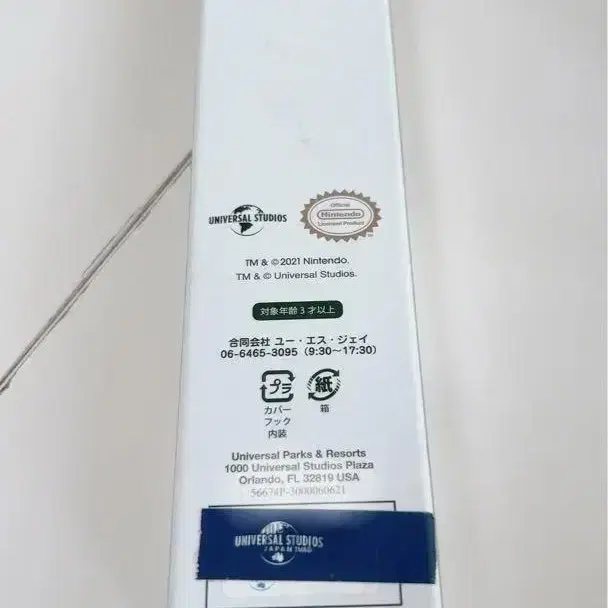 UNIVERSAL STUDIOS
Official
Nintendo
Licensed Product
TM & ©2021 Nintendo.
TM & © Universal Studios.
対象年齢3才以上
合同会社 ユー・エス・ジェイ
06-6465-3095(9:30〜17:30)
プラ
紙
カバー
フック
内装
箱
Universal Parks & Resorts
1000 Universal Studios Plaza
Orlando, FL 32819 USA
56674P-3000060621
UNIVERSAL STUDIOS
JAPAN